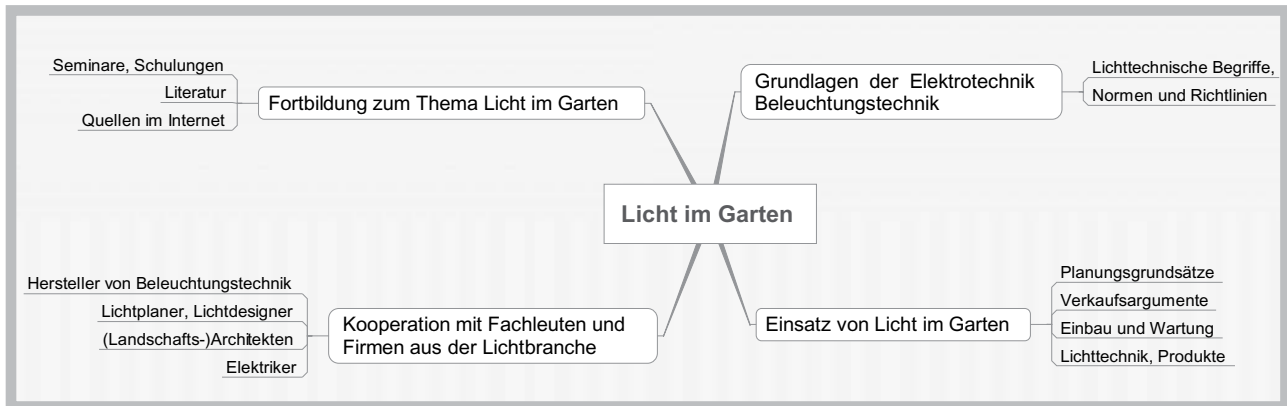 Licht im Garten
Fortbildung zum Thema Licht im Garten
Seminare, Schulungen
Literatur
Quellen im Internet
Grundlagen der Elektrotechnik
Beleuchtungstechnik
Lichttechnische Begriffe,
Normen und Richtlinien
Kooperation mit Fachleuten und
Firmen aus der Lichtbranche
Hersteller von Beleuchtungstechnik
Lichtplaner, Lichtdesigner
(Landschafts-)Architekten
Elektriker
Einsatz von Licht im Garten
Planungsgrundsätze
Verkaufsargumente
Einbau und Wartung
Lichttechnik, Produkte